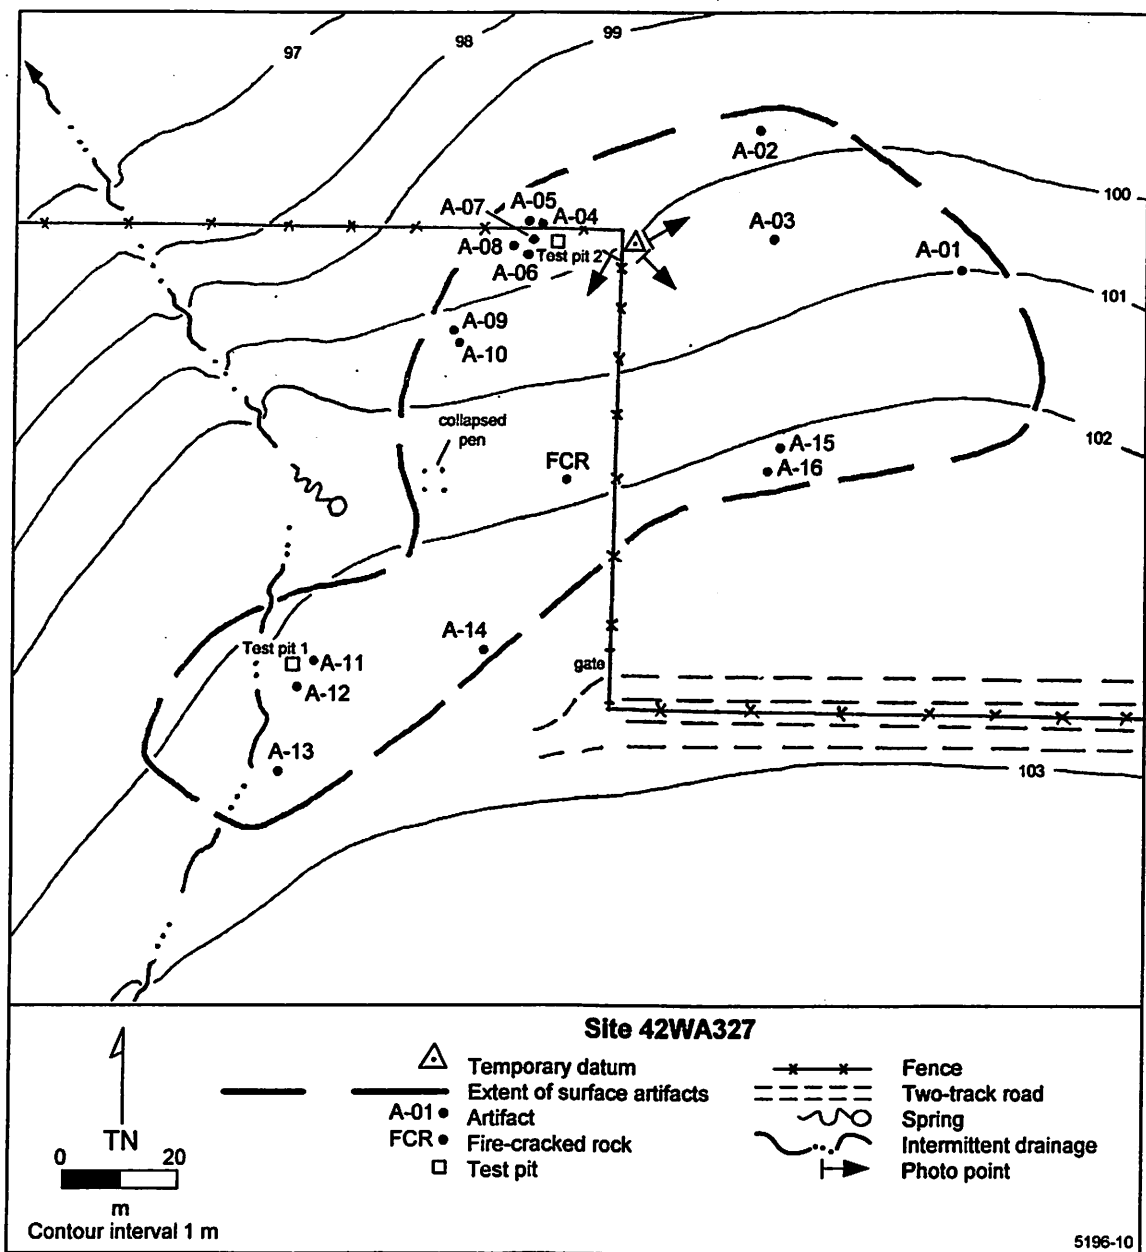 97
98
99
A-02
100
A-07
A-05
A-04
A-03
A-08
Test pit 2
A-01
A-06
101
A-09
A-10
collapsed
pen
102
A-15
FCR
A-16
A-14
Test pit 1
A-11
gate
A-12
A-13
103
Site 42WA327
Temporary datum
Extent of surface artifacts
A-01 Artifact
FCR Fire-cracked rock
Test pit
Fence
Two-track road
Spring
Intermittent drainage
Photo point
TN
0 20
m
Contour interval 1 m
5196-10